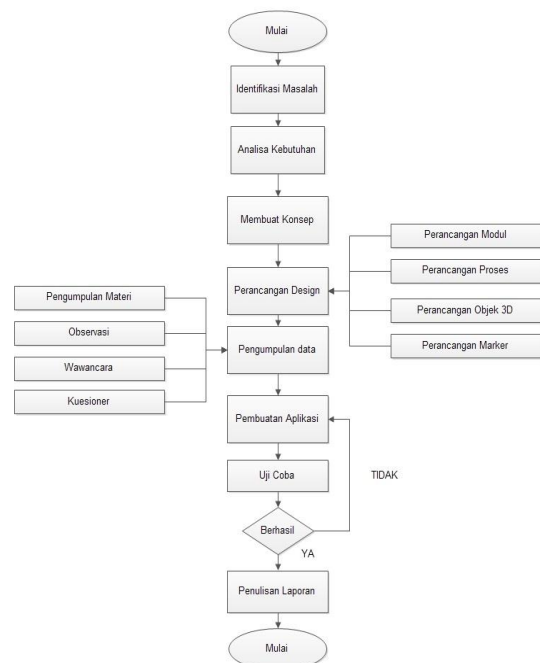 Mulai
Identifikasi Masalah
Analisa Kebutuhan
Membuat Konsep
Perancangan Modul
Perancangan Proses
Perancangan Design
Perancangan Objek 3D
Perancangan Marker
Pengumpulan Materi
Observasi
Pengumpulan data
Wawancara
Kuesioner
Pembuatan Aplikasi
Uji Coba
TIDAK
Berhasil
YA
Penulisan Laporan
Mulai